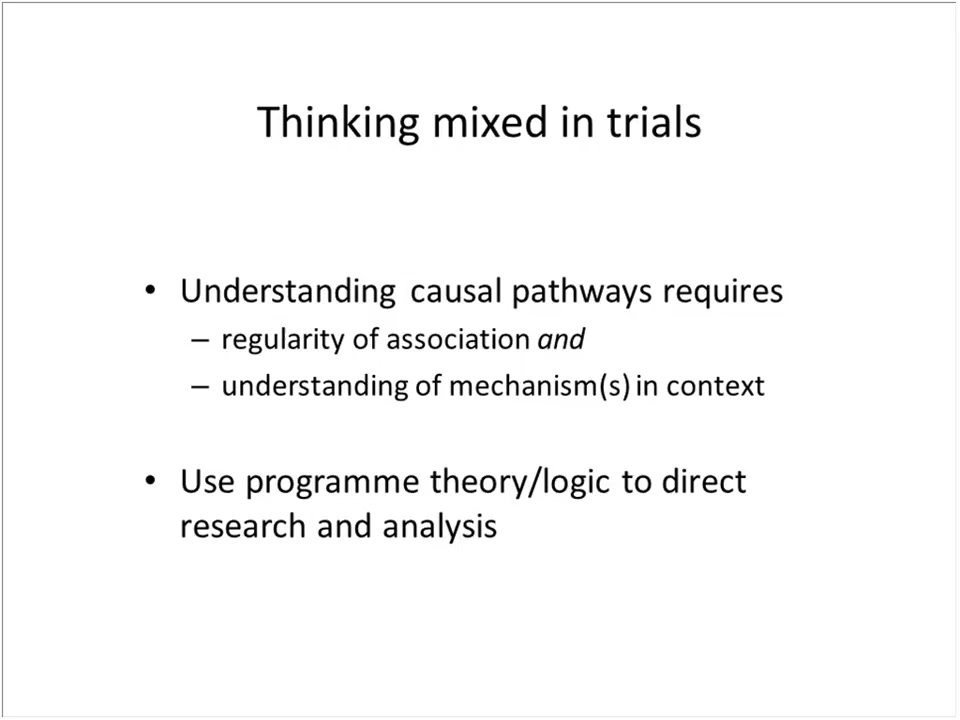 Thinking mixed in trials
• Understanding causal pathways requires
– regularity of association and
– understanding of mechanism(s) in context
• Use programme theory/logic to direct
research and analysis